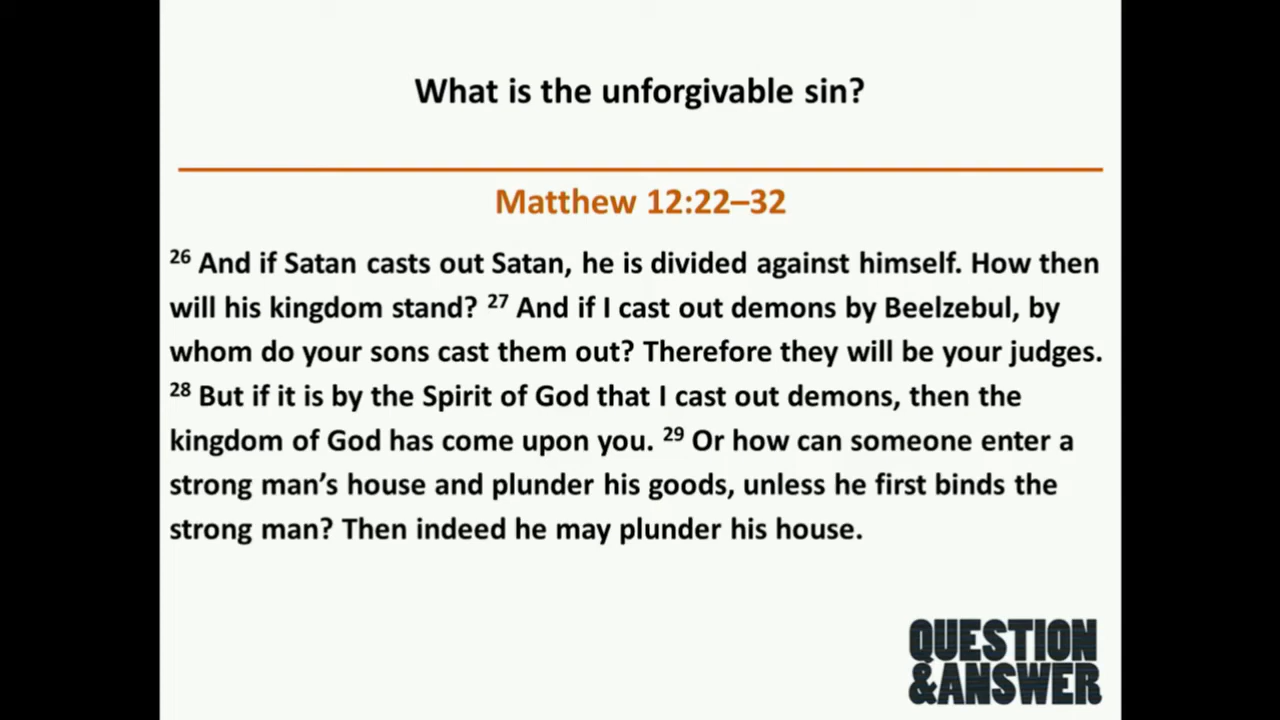 What is the unforgivable sin?
Matthew 12:22–32
26 And if Satan casts out Satan, he is divided against himself. How then
will his kingdom stand? 27 And if I cast out demons by Beelzebul, by
whom do your sons cast them out? Therefore they will be your judges.
28 But if it is by the Spirit of God that I cast out demons, then the
kingdom of God has come upon you. 29 Or how can someone enter a
strong man’s house and plunder his goods, unless he first binds the
strong man? Then indeed he may plunder his house.
QUESTION
&ANSWER